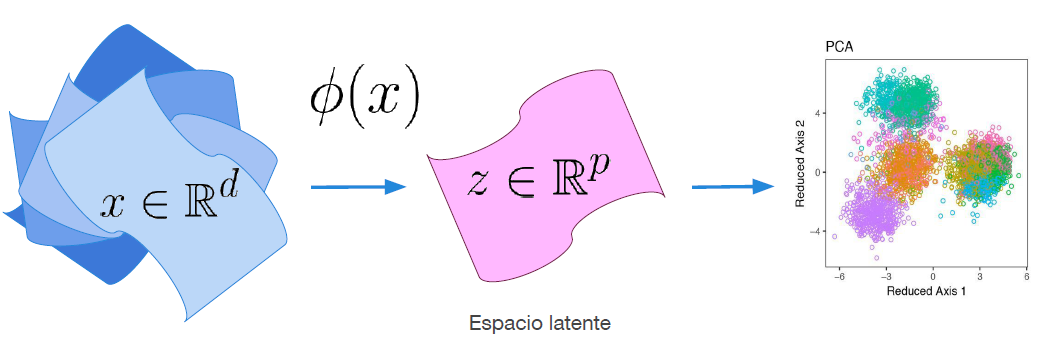 x ∈ ℝ^d
ϕ(x)
z ∈ ℝ^p
Espacio latente
PCA
Reduced Axis 2
4
0
−4
−6
−3
0
3
6
Reduced Axis 1